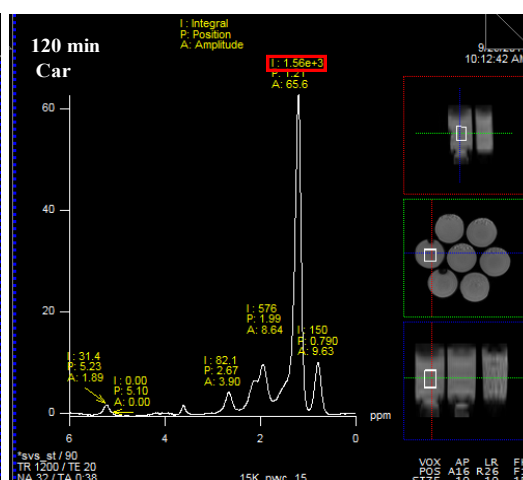 120 min
Car
I : Integral
P: Position
A: Amplitude
I : 1.56e+3
P: 1.21
A: 65.6
10:12:42 AM
60
40
20
0
I : 576
P: 1.99
A: 8.64
I : 150
P: 0.790
A: 9.63
I : 31.4
P: 5.23
A: 1.89
I : 0.00
P: 5.10
A: 0.00
I : 82.1
P: 2.67
A: 3.90
6
4
2
0
ppm
*svs_st / 90
TR 1200 / TE 20
NA 32 / TA 0:38
15K_pwc_15
VOX AP LR
POS A16 R26